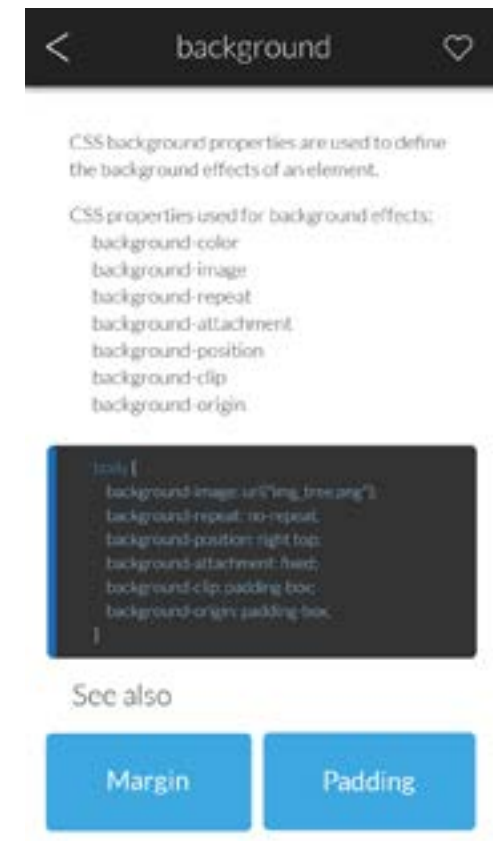 background
CSS background properties are used to define
the background effects of an element.
CSS properties used for background effects:
background-color
background-image
background-repeat
background-attachment
background-position
background-clip
background-origin
body {
background-image: url("img_tree.png");
background-repeat: no-repeat;
background-position: right top;
background-attachment: fixed;
background-clip: padding-box;
background-origin: padding-box;
}
See also
Margin
Padding